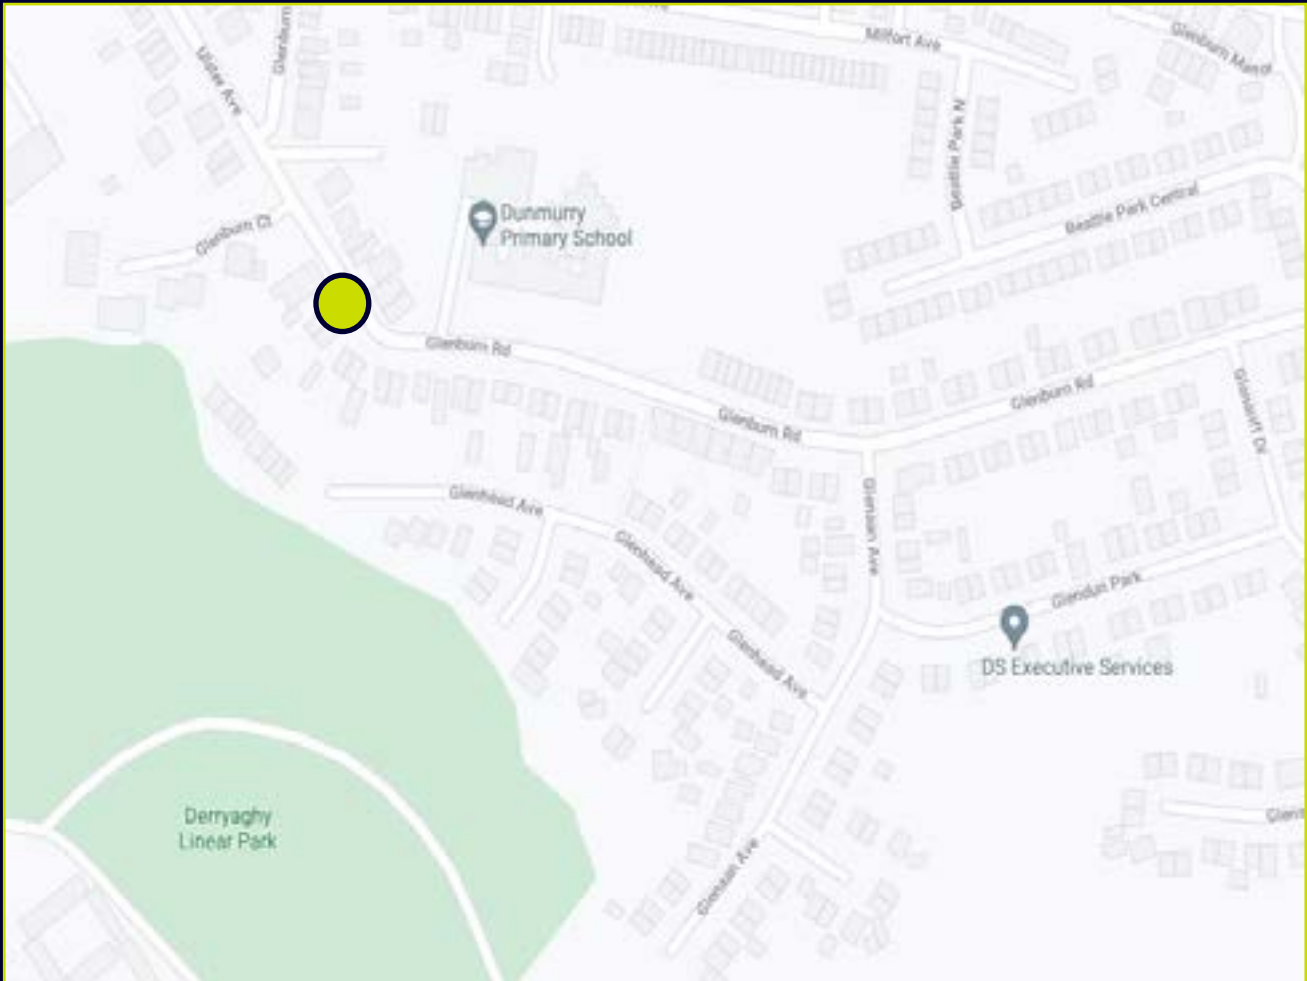 Milfort Ave
Glenburn Manor
Ulster Ave
Glenburn
Beattie Park N
Beattie Park Central
Dunmurry
Primary School
Glenburn Ct
Glenburn Rd
Glenburn Rd
Glenburn Rd
Glenhead Ave
Glenhead Ave
Glenhead Ave
Glenaan Ave
Glendun Park
DS Executive Services
Derryaghy
Linear Park
Glenaan Ave